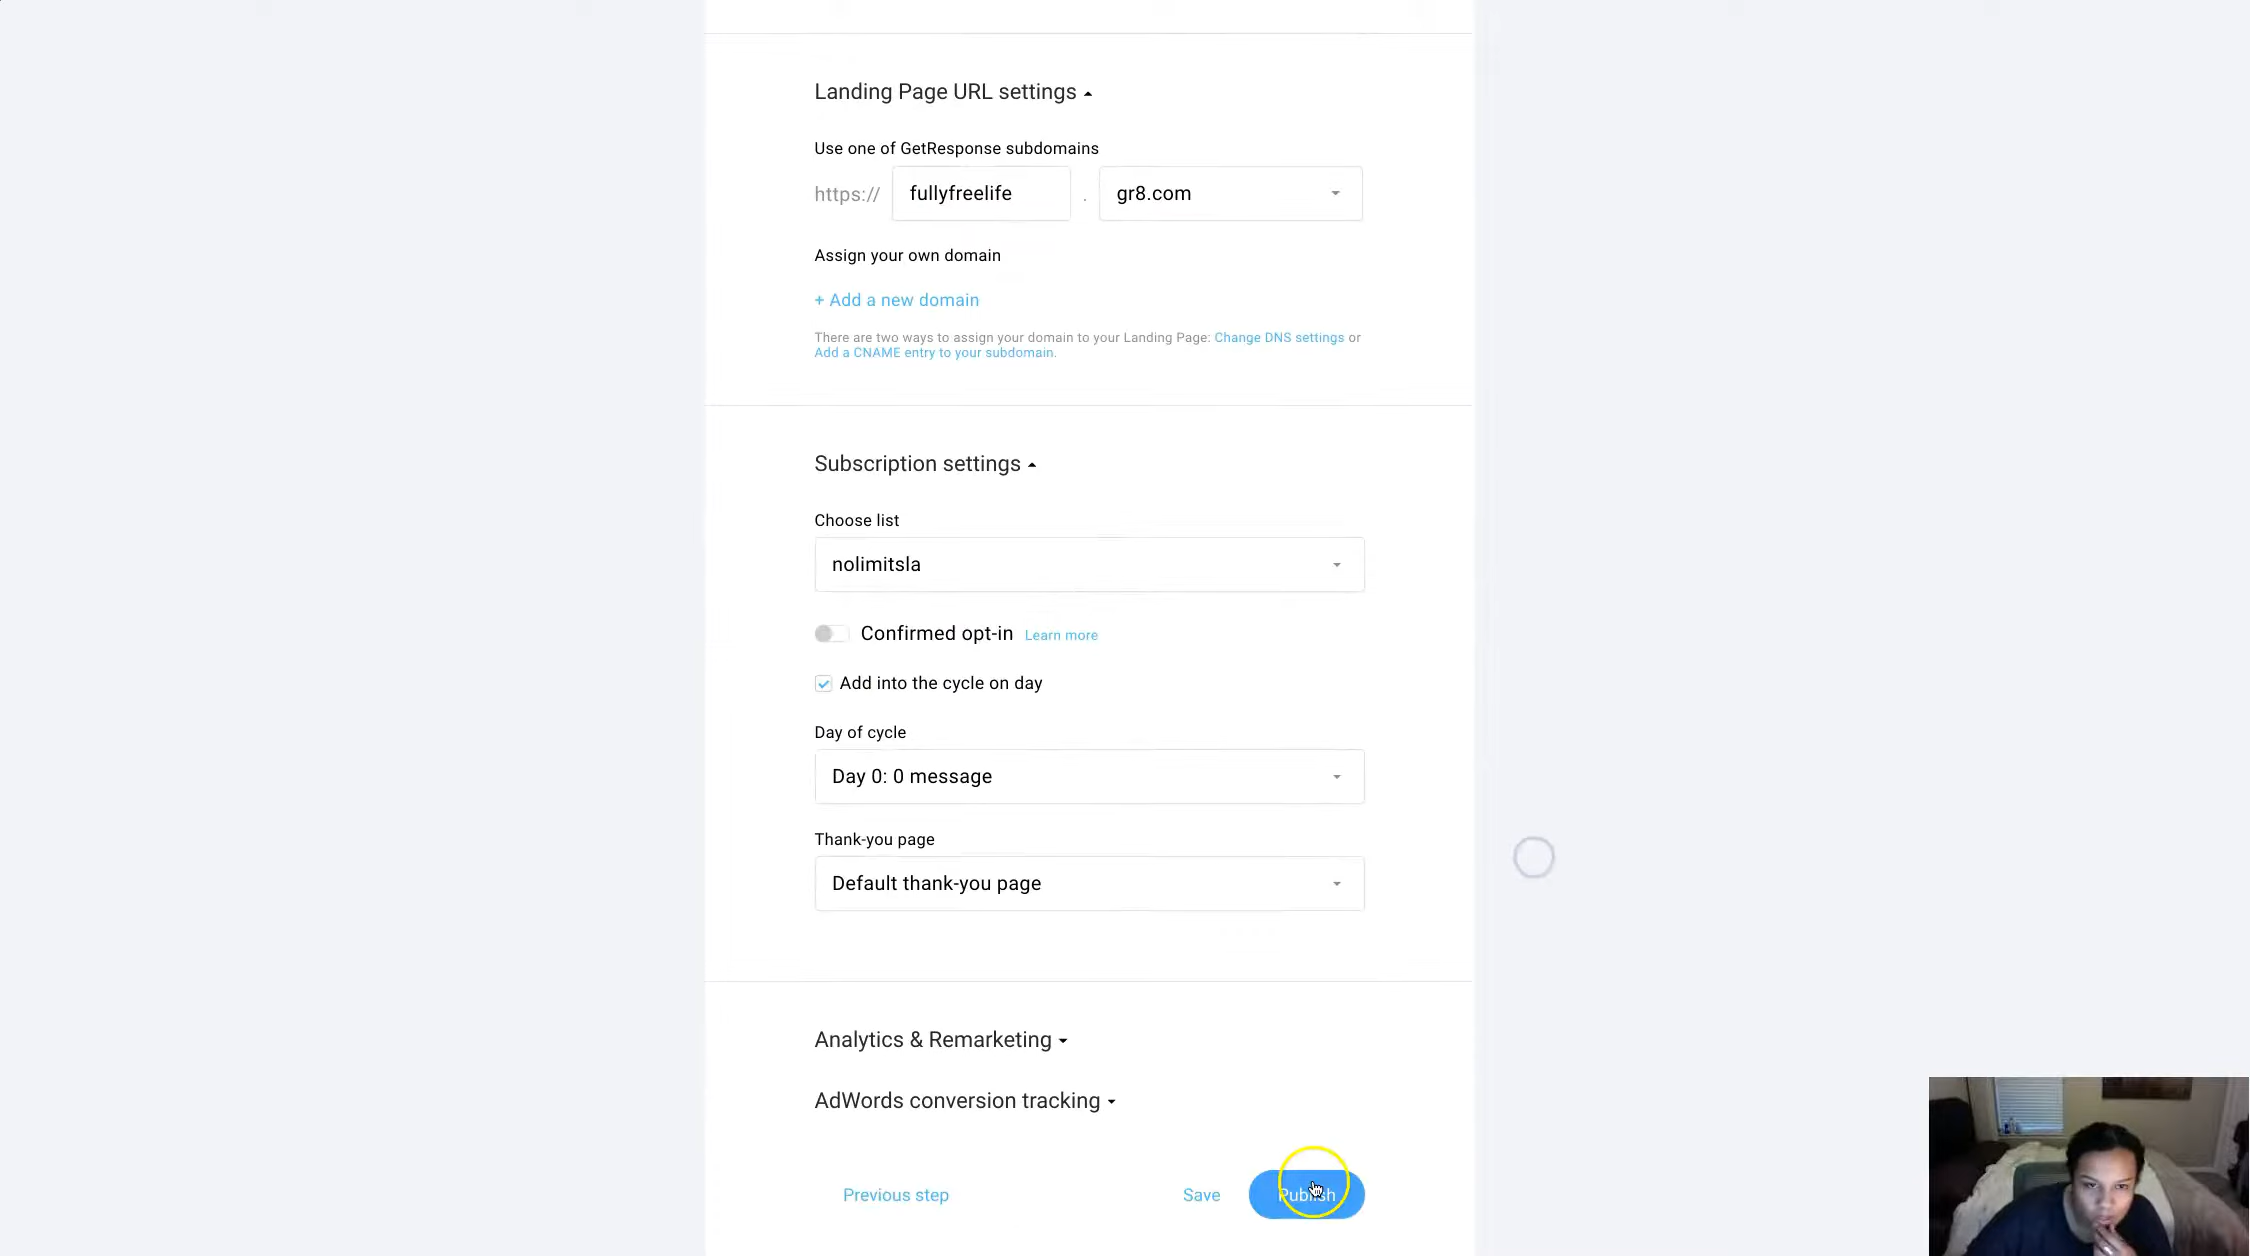 Landing Page URL settings
Use one of GetResponse subdomains
https:// fullyfreelife . gr8.com
Assign your own domain
+ Add a new domain
There are two ways to assign your domain to your Landing Page: Change DNS settings or
Add a CNAME entry to your subdomain.
Subscription settings
Choose list
nolimitsla
Confirmed opt-in Learn more
Add into the cycle on day
Day of cycle
Day 0: 0 message
Thank-you page
Default thank-you page
Analytics & Remarketing
AdWords conversion tracking
Previous step Save Publish